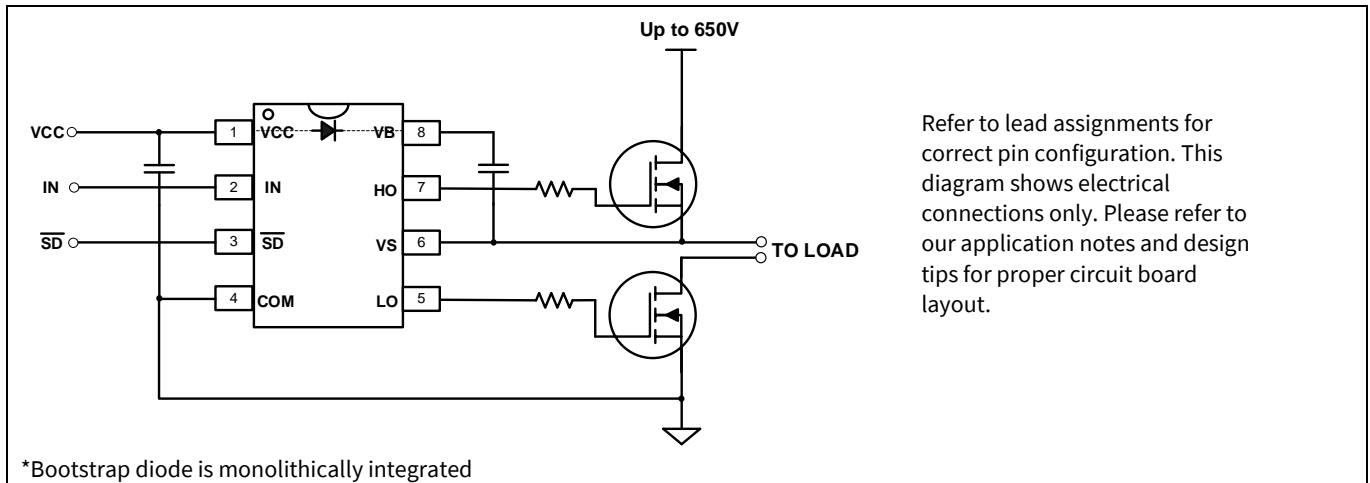 Up to 650V
VCC
IN
SD
1
VCC
VB
8
2
IN
HO
7
3
SD
VS
6
4
COM
LO
5
TO LOAD
Refer to lead assignments for
correct pin configuration. This
diagram shows electrical
connections only. Please refer to
our application notes and design
tips for proper circuit board
layout.
*Bootstrap diode is monolithically integrated